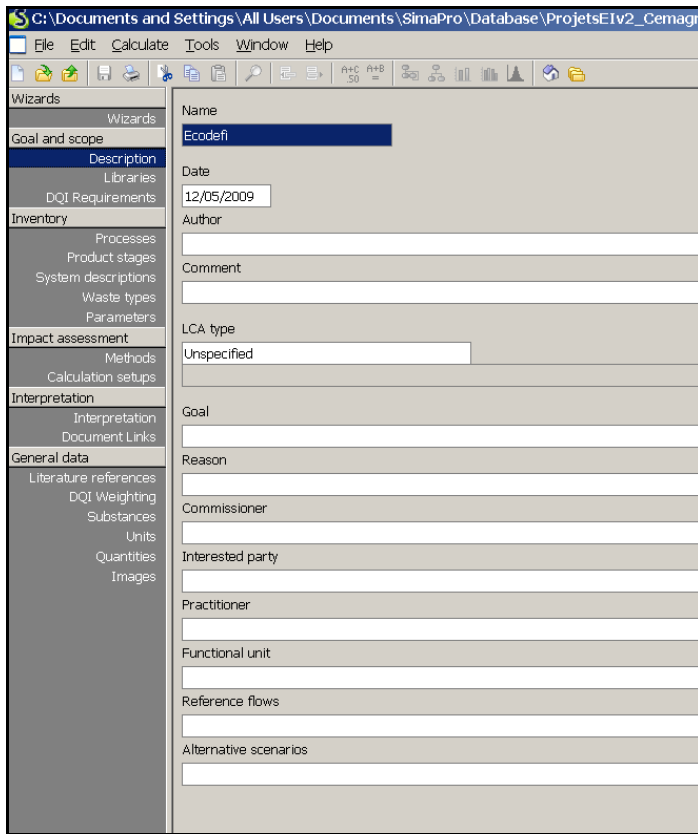 C:\Documents and Settings\All Users\Documents\SimaPro\Database\ProjetsEIv2_Cemagr
File Edit Calculate Tools Window Help
A+C .50 A+B =
Wizards
Wizards
Goal and scope
Description
Libraries
DQI Requirements
Inventory
Processes
Product stages
System descriptions
Waste types
Parameters
Impact assessment
Methods
Calculation setups
Interpretation
Interpretation
Document Links
General data
Literature references
DQI Weighting
Substances
Units
Quantities
Images
Name
Ecodefi
Date
12/05/2009
Author
Comment
LCA type
Unspecified
Goal
Reason
Commissioner
Interested party
Practitioner
Functional unit
Reference flows
Alternative scenarios